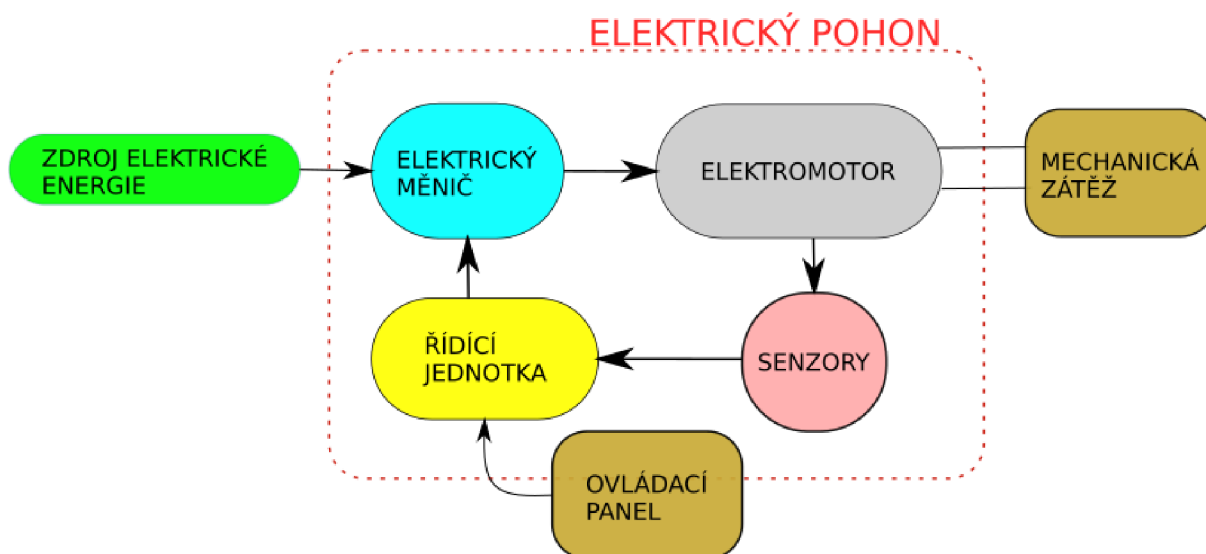 ELEKTRICKÝ POHON
ZDROJ ELEKTRICKÉ
ENERGIE
ELEKTRICKÝ
MĚNIČ
ELEKTROMOTOR
MECHANICKÁ
ZÁTĚŽ
ŘÍDÍCÍ
JEDNOTKA
SENZORY
OVLÁDACÍ
PANEL